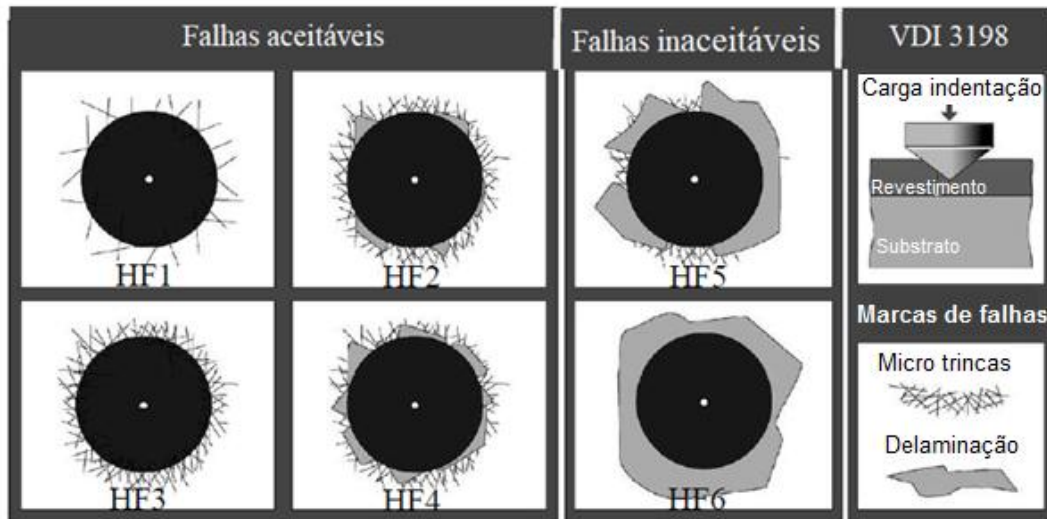 Falhas aceitáveis
HF1
HF2
HF3
HF4
Falhas inaceitáveis
HF5
HF6
VDI 3198
Carga indentação
Revestimento
Substrato
Marcas de falhas
Micro trincas
Delaminação